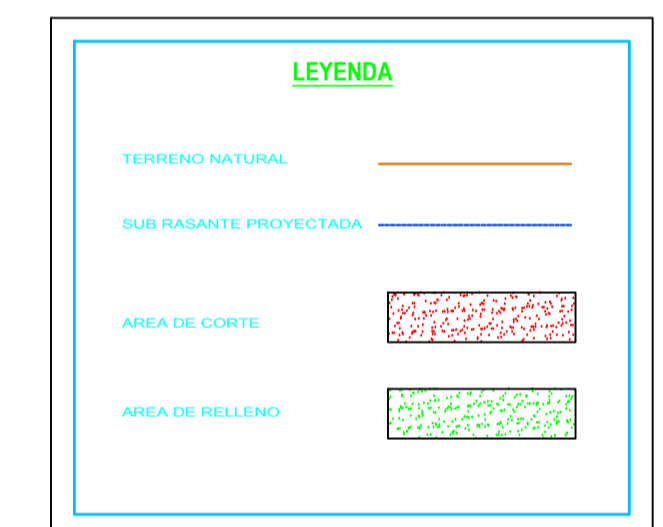 LEYENDA
TERRENO NATURAL
SUB RASANTE PROYECTADA
AREA DE CORTE
AREA DE RELLENO